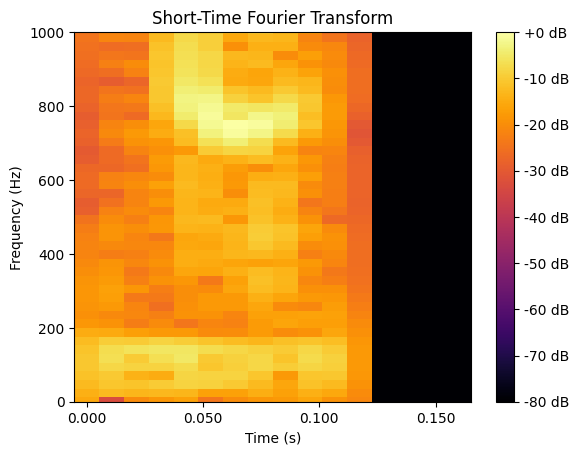 Short-Time Fourier Transform
1000
800
600
400
200
0
Frequency (Hz)
0.000
0.050
0.100
0.150
Time (s)
+0 dB
-10 dB
-20 dB
-30 dB
-40 dB
-50 dB
-60 dB
-70 dB
-80 dB